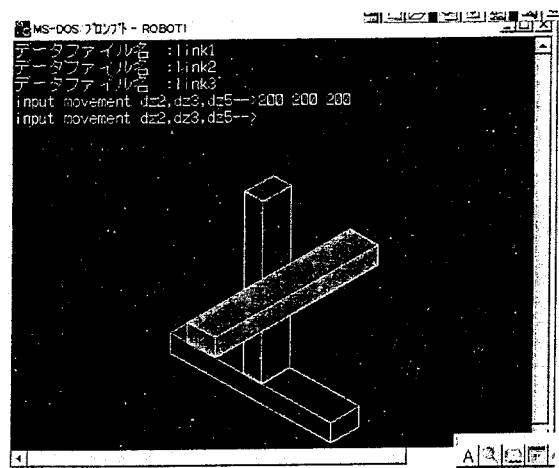 MS-DOS プロンプト - ROBOT1
データファイル名 :link1
データファイル名 :link2
データファイル名 :link3
input movement dz2,dz3,dz5-->200 200 200
input movement dz2,dz3,dz5-->
A